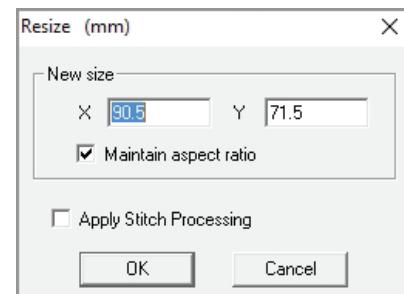 Resize (mm)
New size
X 90.5 Y 71.5
Maintain aspect ratio
Apply Stitch Processing
OK Cancel